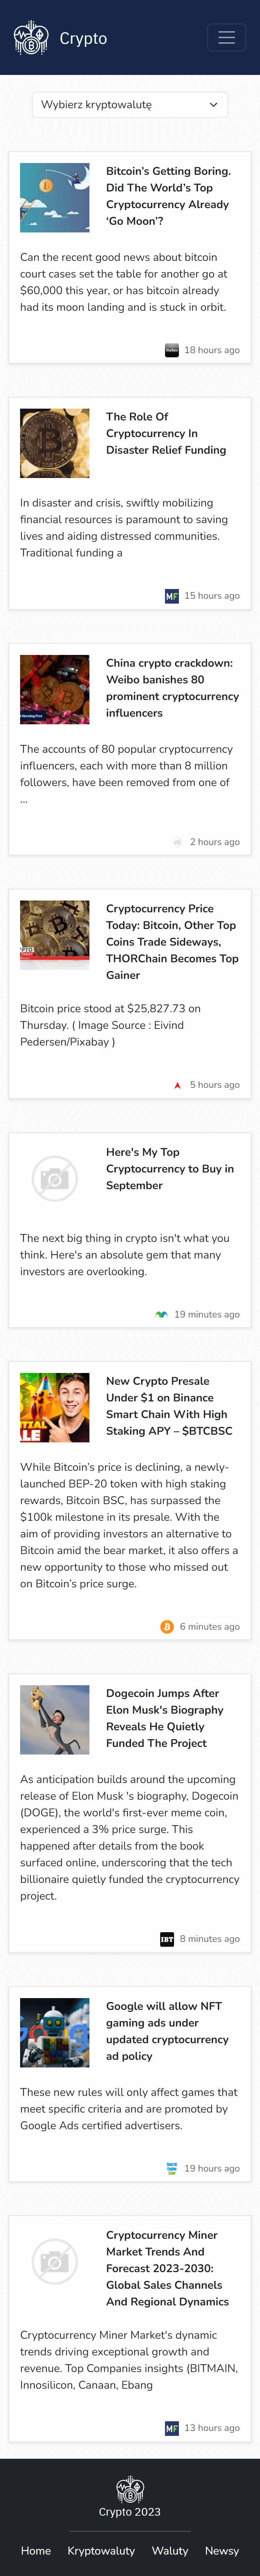 Crypto
Wybierz kryptowalutę
Bitcoin's Getting Boring.
Did The World's Top
Cryptocurrency Already
'Go Moon'?
Can the recent good news about bitcoin
court cases set the table for another go at
$60,000 this year, or has bitcoin already
had its moon landing and is stuck in orbit.
Forbes
18 hours ago
The Role Of
Cryptocurrency In
Disaster Relief Funding
In disaster and crisis, swiftly mobilizing
financial resources is paramount to saving
lives and aiding distressed communities.
Traditional funding a
MF
15 hours ago
China crypto crackdown:
Weibo banishes 80
prominent cryptocurrency
influencers
The accounts of 80 popular cryptocurrency
influencers, each with more than 8 million
followers, have been removed from one of
...
2 hours ago
Cryptocurrency Price
Today: Bitcoin, Other Top
Coins Trade Sideways,
THORChain Becomes Top
Gainer
Bitcoin price stood at $25,827.73 on
Thursday. ( Image Source : Eivind
Pedersen/Pixabay )
5 hours ago
Here's My Top
Cryptocurrency to Buy in
September
The next big thing in crypto isn't what you
think. Here's an absolute gem that many
investors are overlooking.
19 minutes ago
New Crypto Presale
Under $1 on Binance
Smart Chain With High
Staking APY – $BTCBSC
While Bitcoin's price is declining, a newly-
launched BEP-20 token with high staking
rewards, Bitcoin BSC, has surpassed the
$100k milestone in its presale. With the
aim of providing investors an alternative to
Bitcoin amid the bear market, it also offers a
new opportunity to those who missed out
on Bitcoin's price surge.
6 minutes ago
Dogecoin Jumps After
Elon Musk's Biography
Reveals He Quietly
Funded The Project
As anticipation builds around the upcoming
release of Elon Musk 's biography, Dogecoin
(DOGE), the world's first-ever meme coin,
experienced a 3% price surge. This
happened after details from the book
surfaced online, underscoring that the tech
billionaire quietly funded the cryptocurrency
project.
IBT
8 minutes ago
Google will allow NFT
gaming ads under
updated cryptocurrency
ad policy
These new rules will only affect games that
meet specific criteria and are promoted by
Google Ads certified advertisers.
19 hours ago
Cryptocurrency Miner
Market Trends And
Forecast 2023-2030:
Global Sales Channels
And Regional Dynamics
Cryptocurrency Miner Market's dynamic
trends driving exceptional growth and
revenue. Top Companies insights (BITMAIN,
Innosilicon, Canaan, Ebang
MF
13 hours ago
Crypto 2023
Home Kryptowaluty Waluty Newsy